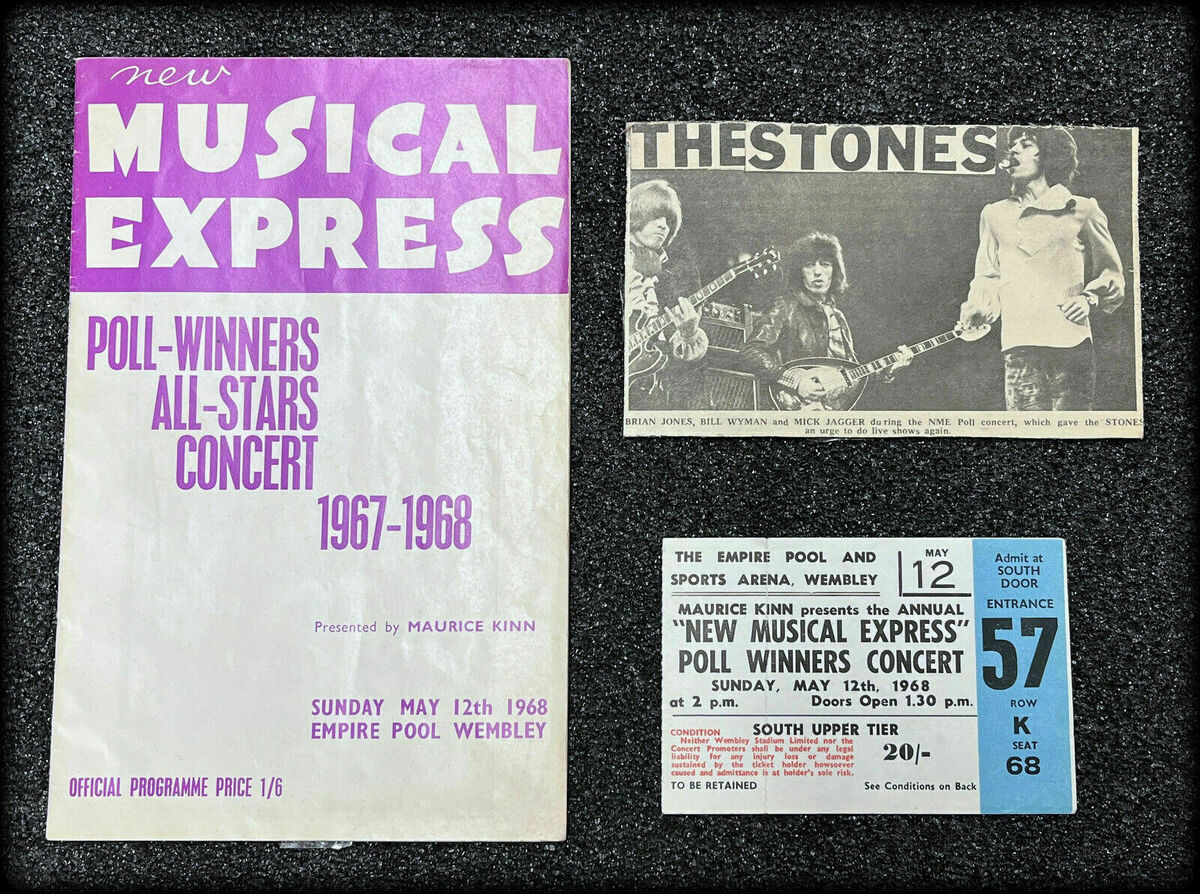 new
MUSICAL
EXPRESS
POLL-WINNERS
ALL-STARS
CONCERT
1967-1968
Presented by MAURICE KINN
SUNDAY MAY 12th 1968
EMPIRE POOL WEMBLEY
OFFICIAL PROGRAMME PRICE 1/6
THE STONES
BRIAN JONES, BILL WYMAN and MICK JAGGER during the NME Poll concert, which gave the STONES
an urge to do live shows again.
THE EMPIRE POOL AND
SPORTS ARENA, WEMBLEY
MAY
12
MAURICE KINN presents the ANNUAL
"NEW MUSICAL EXPRESS"
POLL WINNERS CONCERT
SUNDAY, MAY 12th, 1968
at 2 p.m. Doors Open 1.30 p.m.
SOUTH UPPER TIER
20/-
CONDITION
Neither Wembley Stadium Limited nor the
Concert Promoters shall be under any legal
liability for any injury loss or damage
sustained by the ticket holder howsoever
caused and admittance is at holder's sole risk.
TO BE RETAINED See Conditions on Back
Admit at
SOUTH
DOOR
ENTRANCE
57
ROW
K
SEAT
68